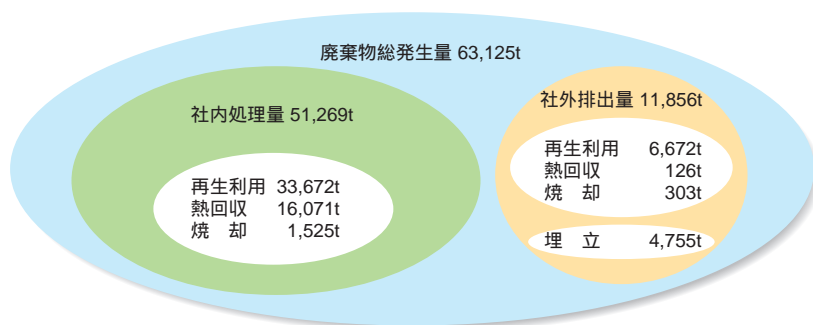 廃棄物総発生量 63,125t
社内処理量 51,269t
再生利用 33,672t
熱回収 16,071t
焼 却 1,525t
社外排出量 11,856t
再生利用 6,672t
熱回収 126t
焼 却 303t
埋 立 4,755t